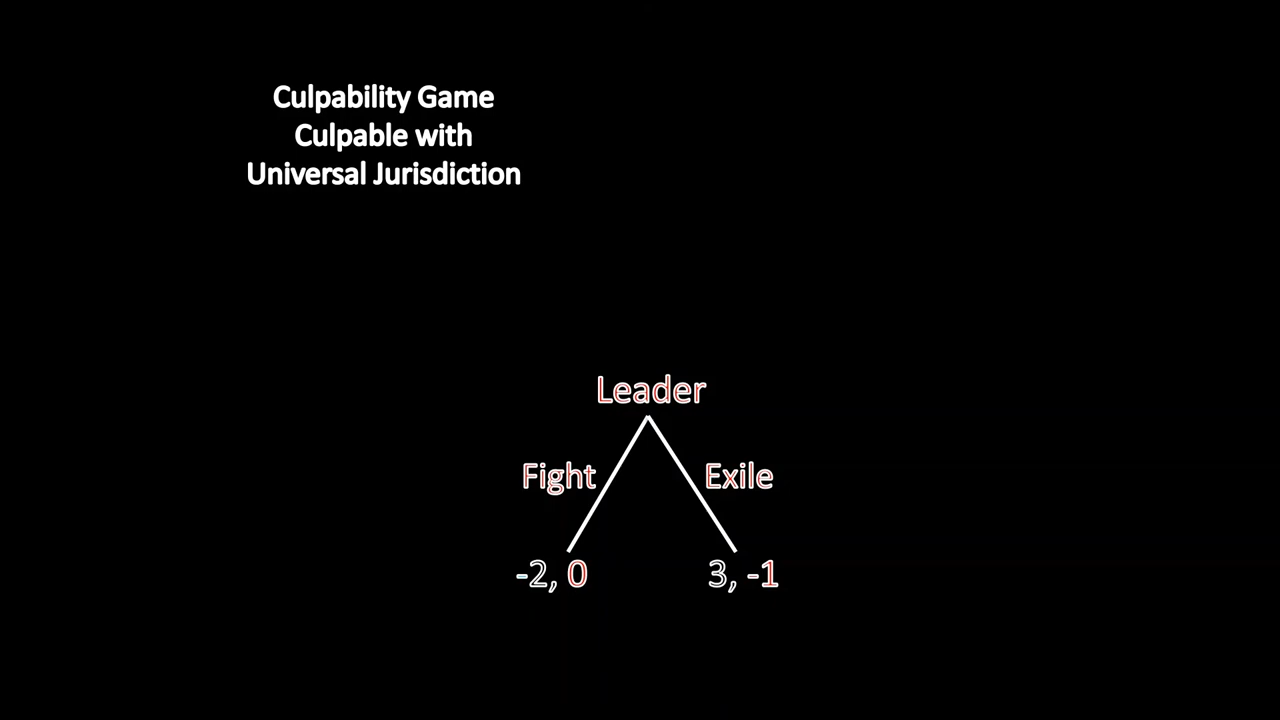 Culpability Game
Culpable with
Universal Jurisdiction
Leader
Fight Exile
-2, 0 3, -1